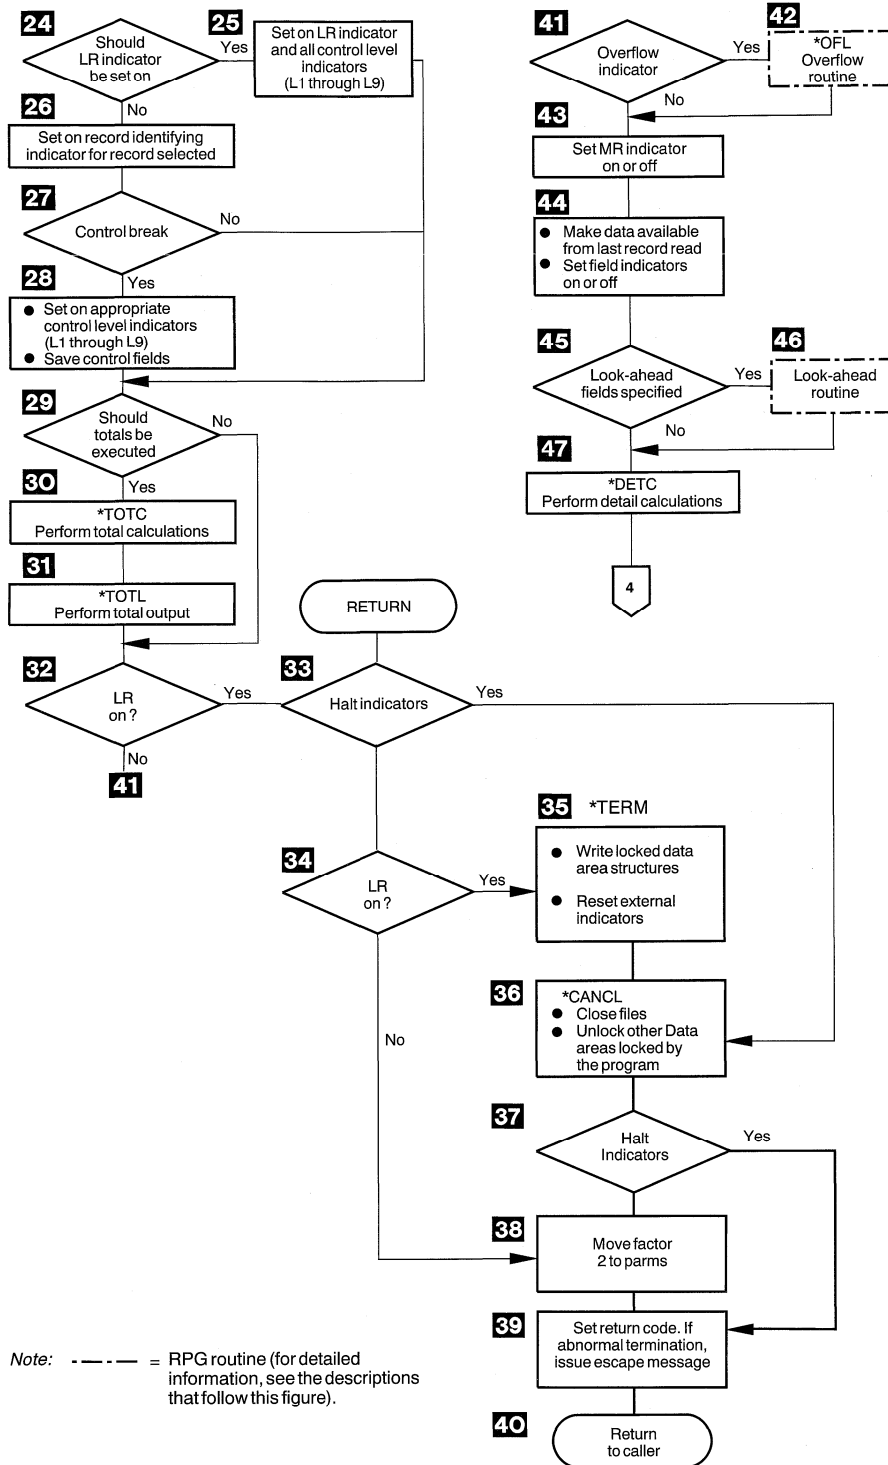 24
Should
LR indicator
be set on
Yes
25
Set on LR indicator
and all control level
indicators
(L1 through L9)
No
26
Set on record identifying
indicator for record selected
27
Control break
No
Yes
28
● Set on appropriate
control level indicators
(L1 through L9)
● Save control fields
29
Should
totals be
executed
No
Yes
30
*TOTC
Perform total calculations
31
*TOTL
Perform total output
32
LR
on?
Yes
No
41
RETURN
33
Halt indicators
Yes
34
LR
on?
Yes
No
35
*TERM
● Write locked data
area structures
● Reset external
indicators
36
*CANCL
● Close files
● Unlock other Data
areas locked by
the program
37
Halt
Indicators
Yes
38
Move factor
2 to parms
39
Set return code. If
abnormal termination,
issue escape message
40
Return
to caller
41
Overflow
indicator
Yes
42
*OFL
Overflow
routine
No
43
Set MR indicator
on or off
44
● Make data available
from last record read
● Set field indicators
on or off
45
Look-ahead
fields specified
Yes
46
Look-ahead
routine
No
47
*DETC
Perform detail calculations
4
Note:
= RPG routine (for detailed
information, see the descriptions
that follow this figure).